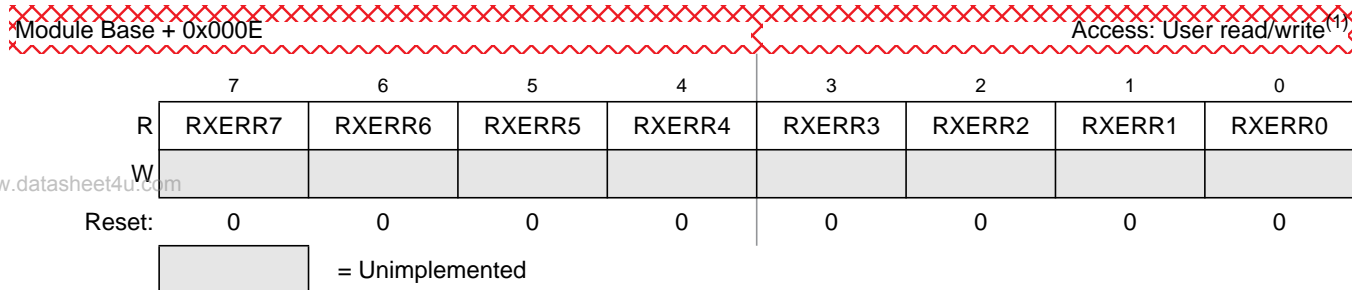 Module Base + 0x000E Access: User read/write(1)
7 6 5 4 3 2 1 0
R RXERR7 RXERR6 RXERR5 RXERR4 RXERR3 RXERR2 RXERR1 RXERR0
W
w.datasheet4u.com
Reset: 0 0 0 0 0 0 0 0
= Unimplemented